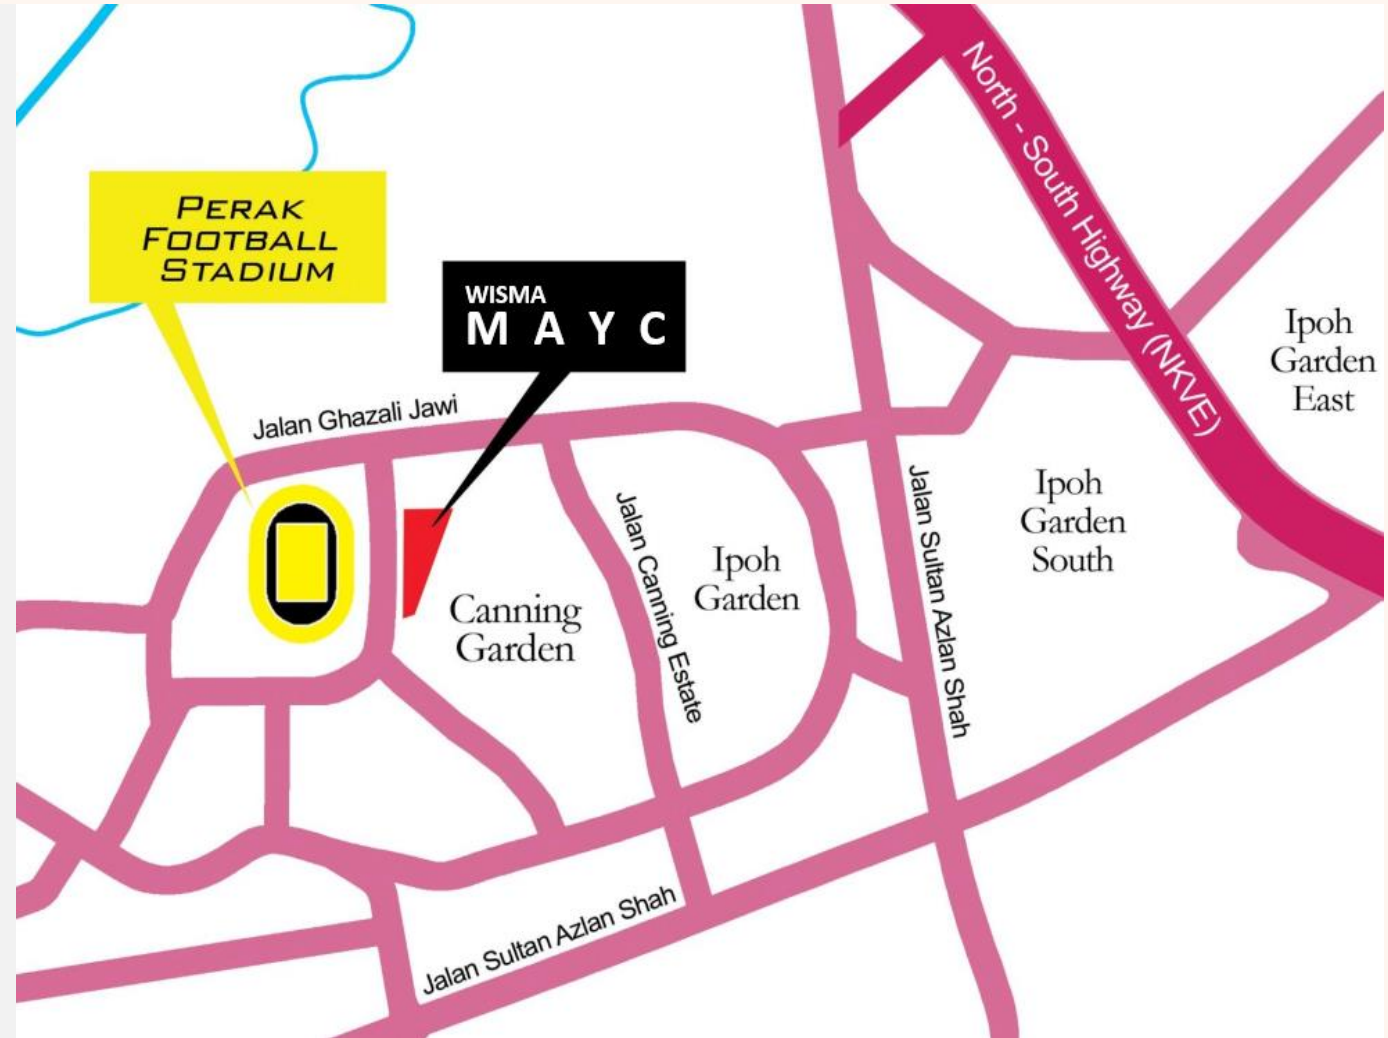 North - South Highway (NKVE)
PERAK
FOOTBALL
STADIUM
WISMA
M A Y C
Ipoh
Garden
East
Jalan Ghazali Jawi
Jalan Canning Estate
Jalan Sultan Azlan Shah
Ipoh
Garden
South
Ipoh
Garden
Canning
Garden
Jalan Sultan Azlan Shah